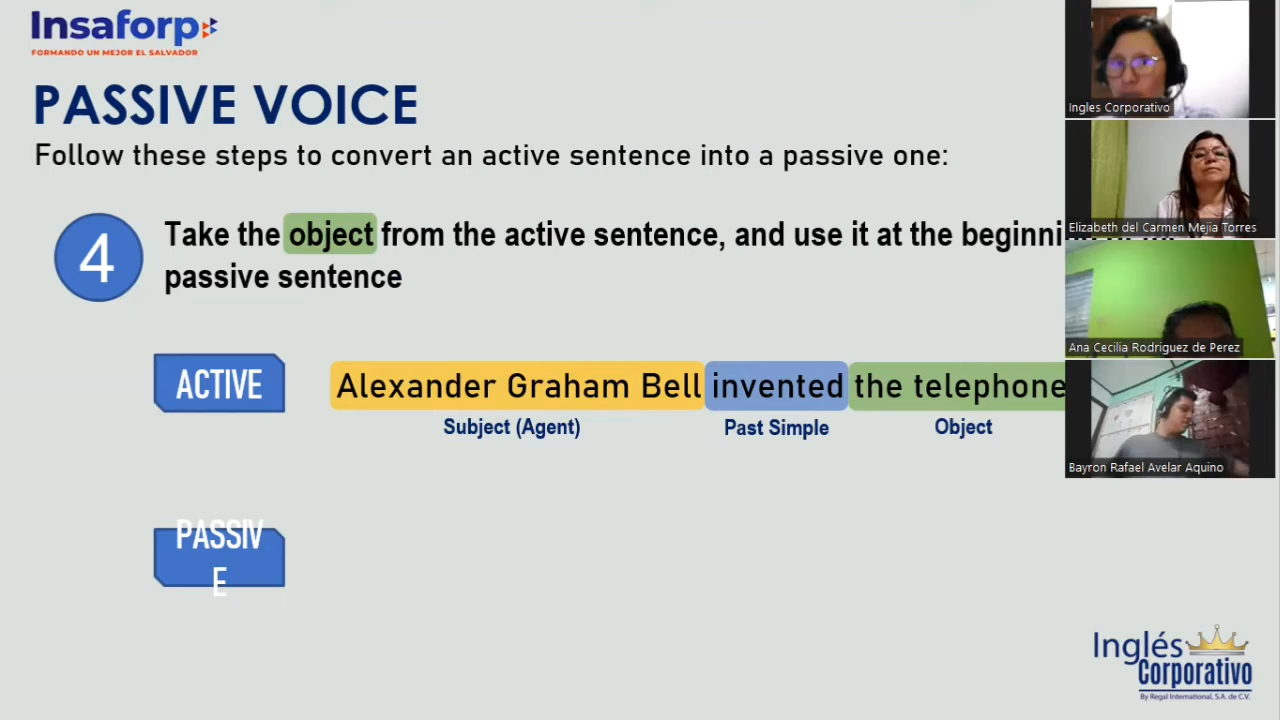 Insaforp
FORMANDO UN MEJOR EL SALVADOR
PASSIVE VOICE
Follow these steps to convert an active sentence into a passive one:
4
Take the object from the active sentence, and use it at the beginni
passive sentence
ACTIVE
Alexander Graham Bell invented the telephone
Subject (Agent) Past Simple Object
PASSIV
E
Ingles Corporativo
Elizabeth del Carmen Mejia Torres
Ana Cecilia Rodriguez de Perez
Bayron Rafael Avelar Aquino
Inglés
Corporativo
By Regal International, S.A. de C.V.